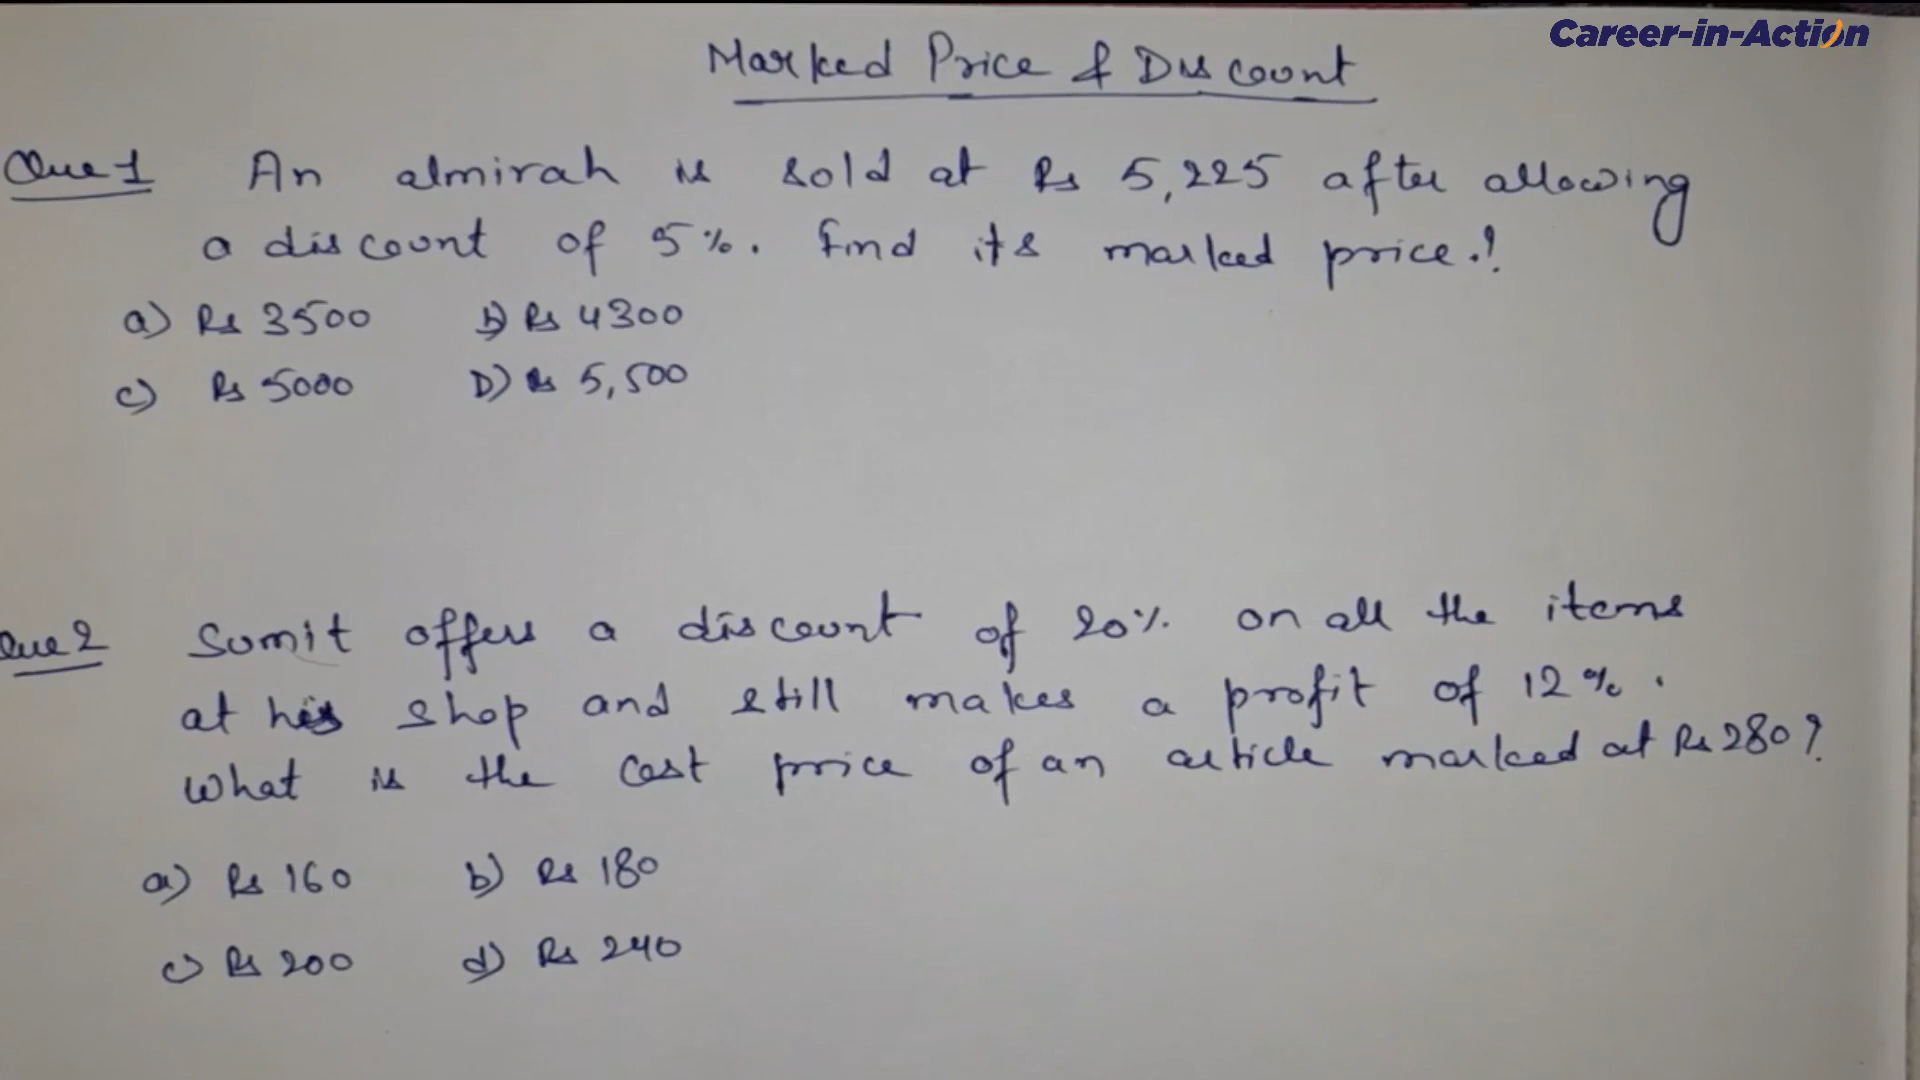 Career-in-Action
Marked Price & Discount
Que 1 An almirah is sold at Rs 5,225 after allowing
a discount of 5%. Find its marked price.?
a) Rs 3500 b) Rs 4300
c) Rs 5000 D) Rs 5,500
Que 2 Sumit offers a discount of 20% on all the items
at his shop and still makes a profit of 12%.
What is the cost price of an article marked at Rs 280?
a) Rs 160 b) Rs 180
c) Rs 200 d) Rs 240